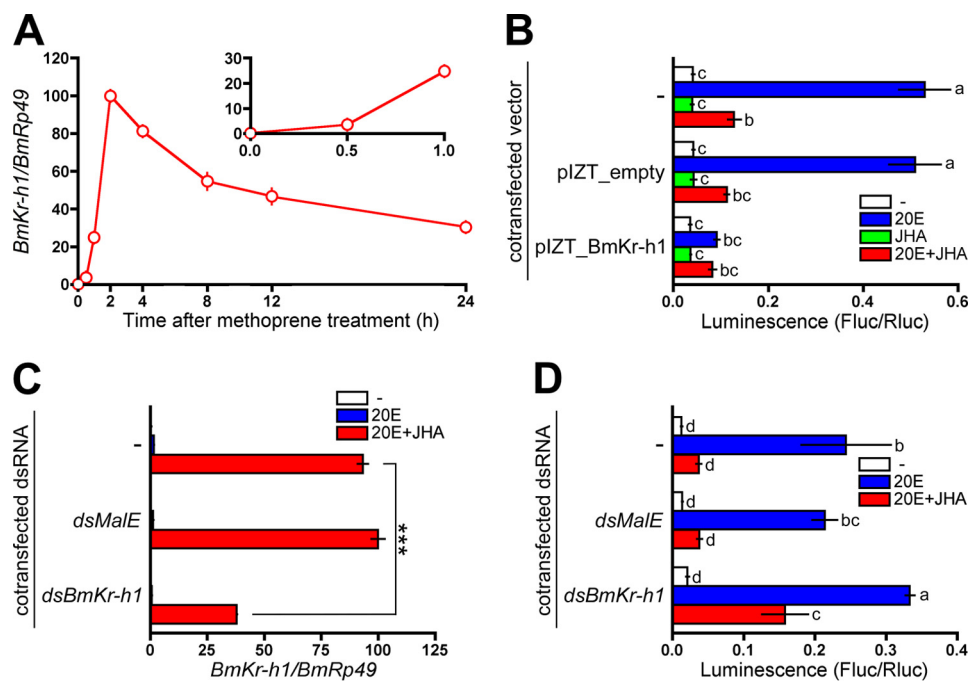 A
BmKr-h1/BmRp49
120
100
80
60
40
20
0
30
20
10
0
0.0 0.5 1.0
0 2 4 8 12 24
Time after methoprene treatment (h)
B
cotransfected vector
-
pIZT_empty
pIZT_BmKr-h1
c
a
c
b
c
a
c
bc
c
bc
c
bc
-
20E
JHA
20E+JHA
0.0 0.2 0.4 0.6
Luminescence (Fluc/Rluc)
C
cotransfected dsRNA
-
dsMalE
dsBmKr-h1
-
20E
20E+JHA
***
0 25 50 75 100 125
BmKr-h1/BmRp49
D
cotransfected dsRNA
-
dsMalE
dsBmKr-h1
d
b
d
d
bc
d
d
a
c
-
20E
20E+JHA
0.0 0.1 0.2 0.3 0.4
Luminescence (Fluc/Rluc)